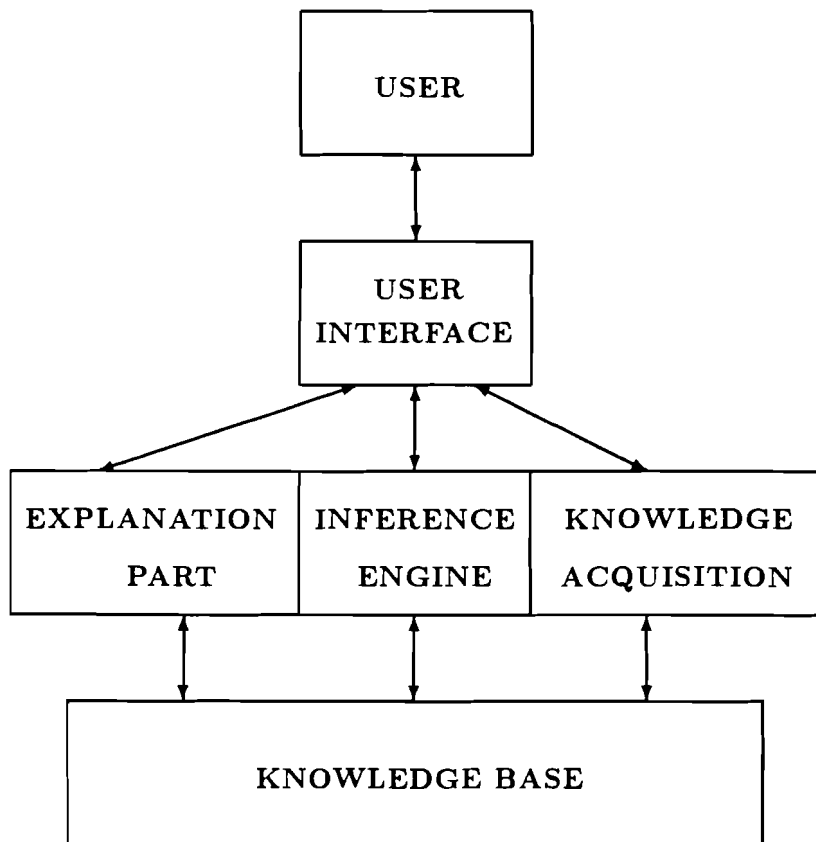 USER
USER
INTERFACE
EXPLANATION
PART
INFERENCE
ENGINE
KNOWLEDGE
ACQUISITION
KNOWLEDGE BASE